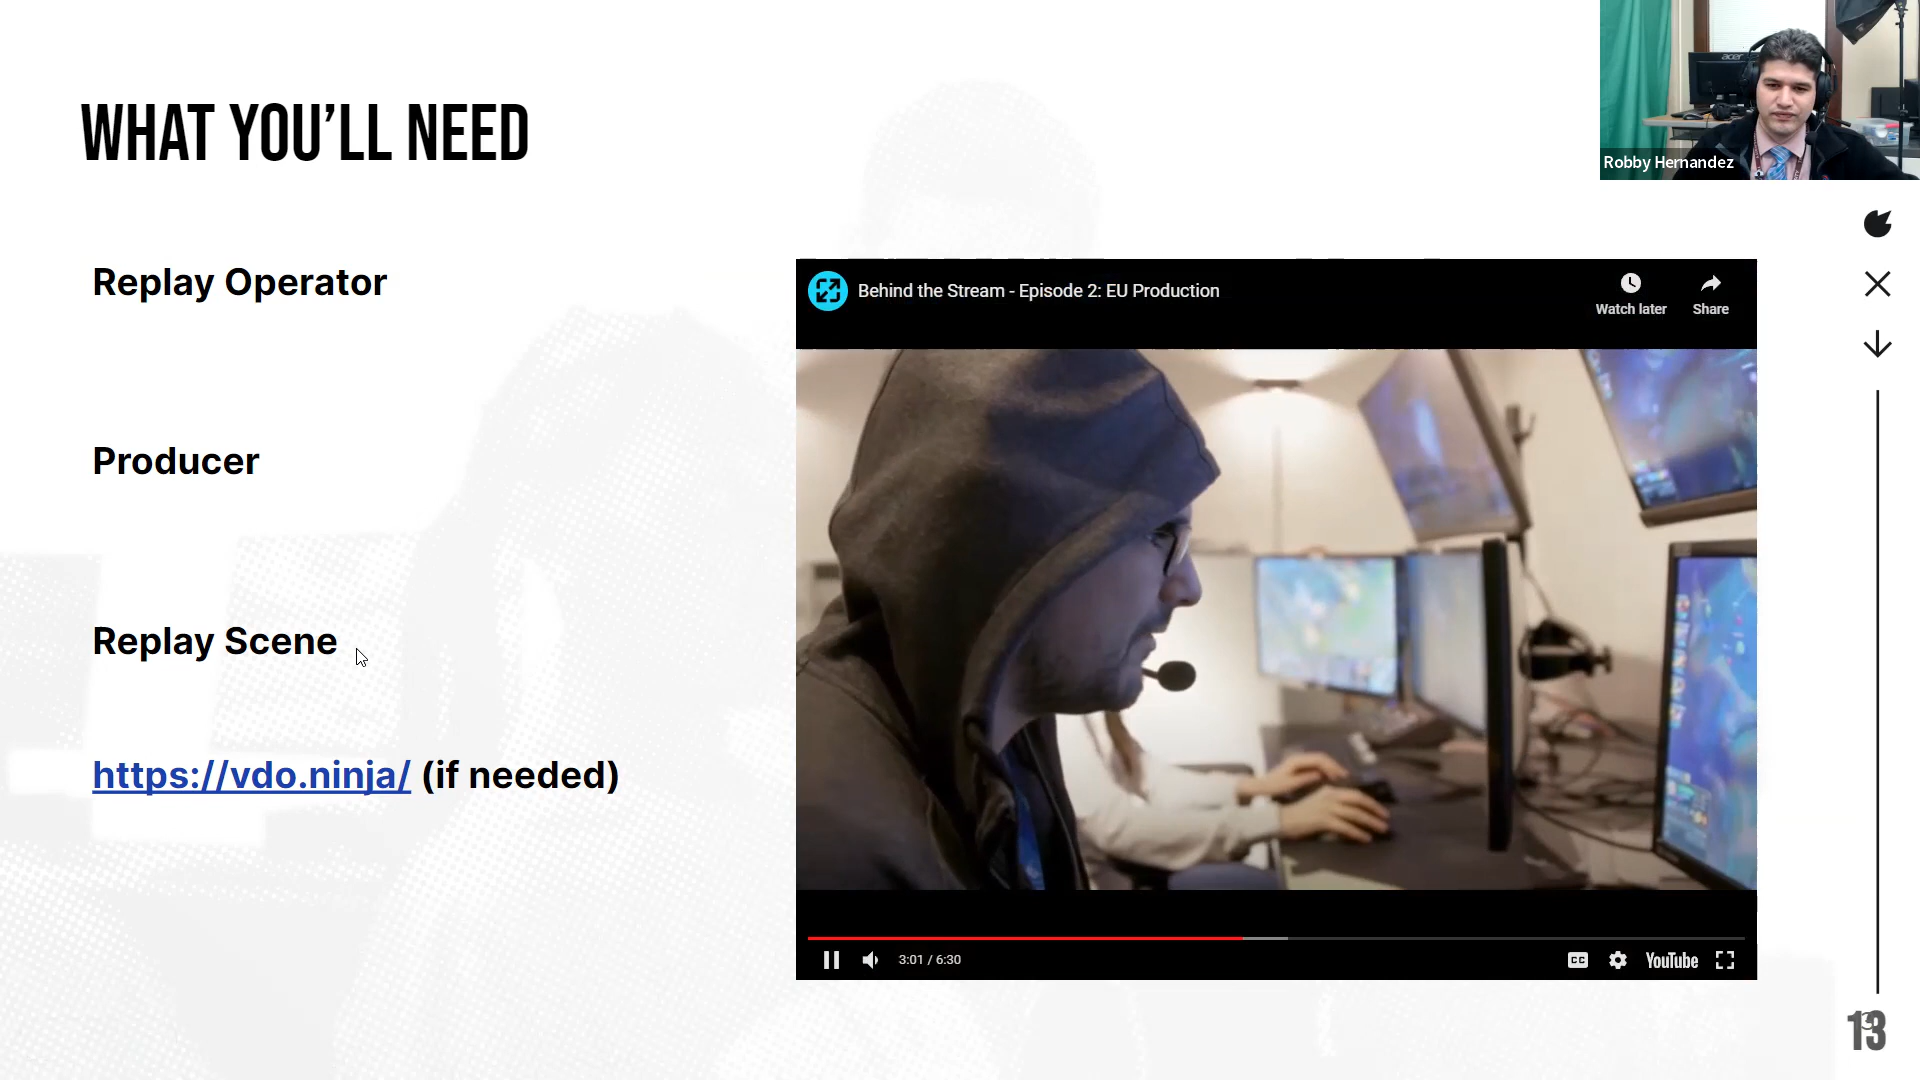 WHAT YOU'LL NEED
Robby Hernandez
Replay Operator
Producer
Replay Scene
https://vdo.ninja/ (if needed)
Behind the Stream - Episode 2: EU Production
Watch later
Share
3:01 / 6:30
CC
YouTube
13
acer